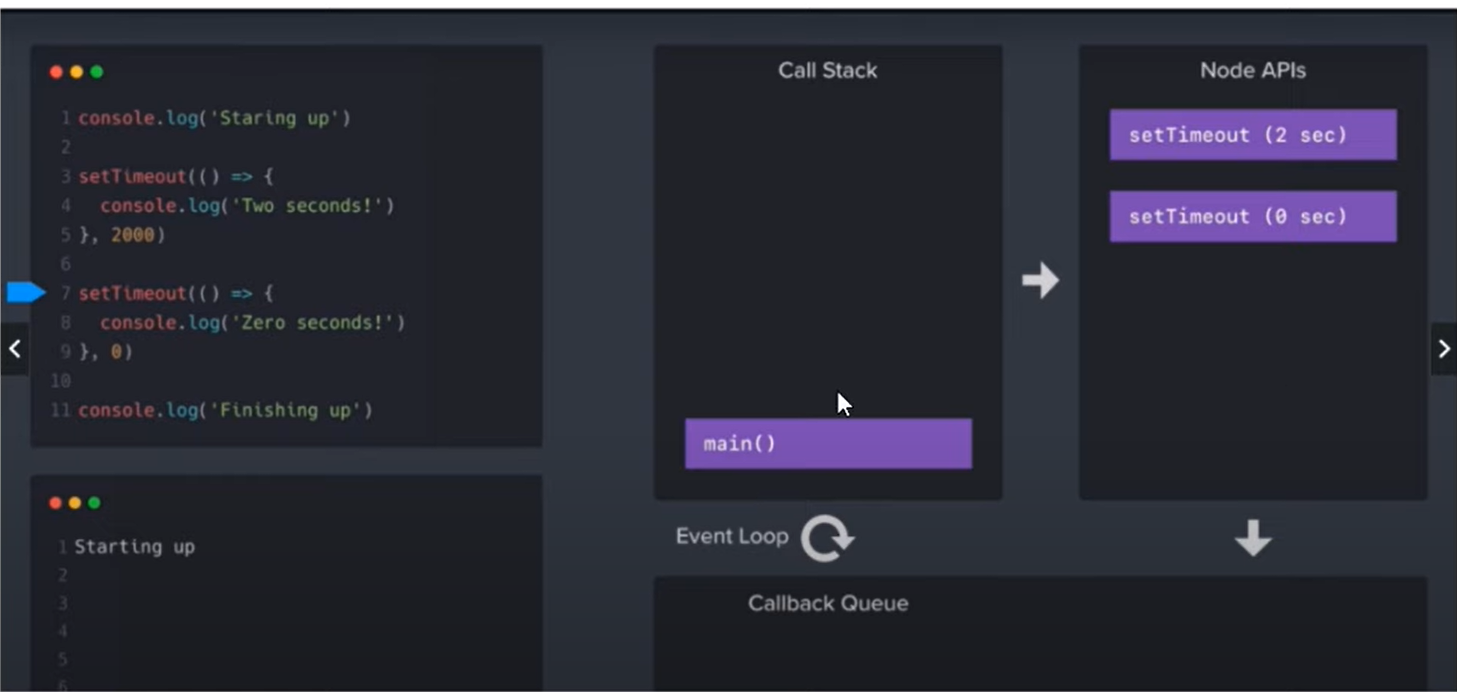 1 console.log('Staring up')
2
3 setTimeout(() => {
4 console.log('Two seconds!')
5 }, 2000)
6
7 setTimeout(() => {
8 console.log('Zero seconds!')
9 }, 0)
10
11 console.log('Finishing up')
1 Starting up
2
3
4
5
6
Call Stack
main()
Event Loop
Node APIs
setTimeout (2 sec)
setTimeout (0 sec)
Callback Queue